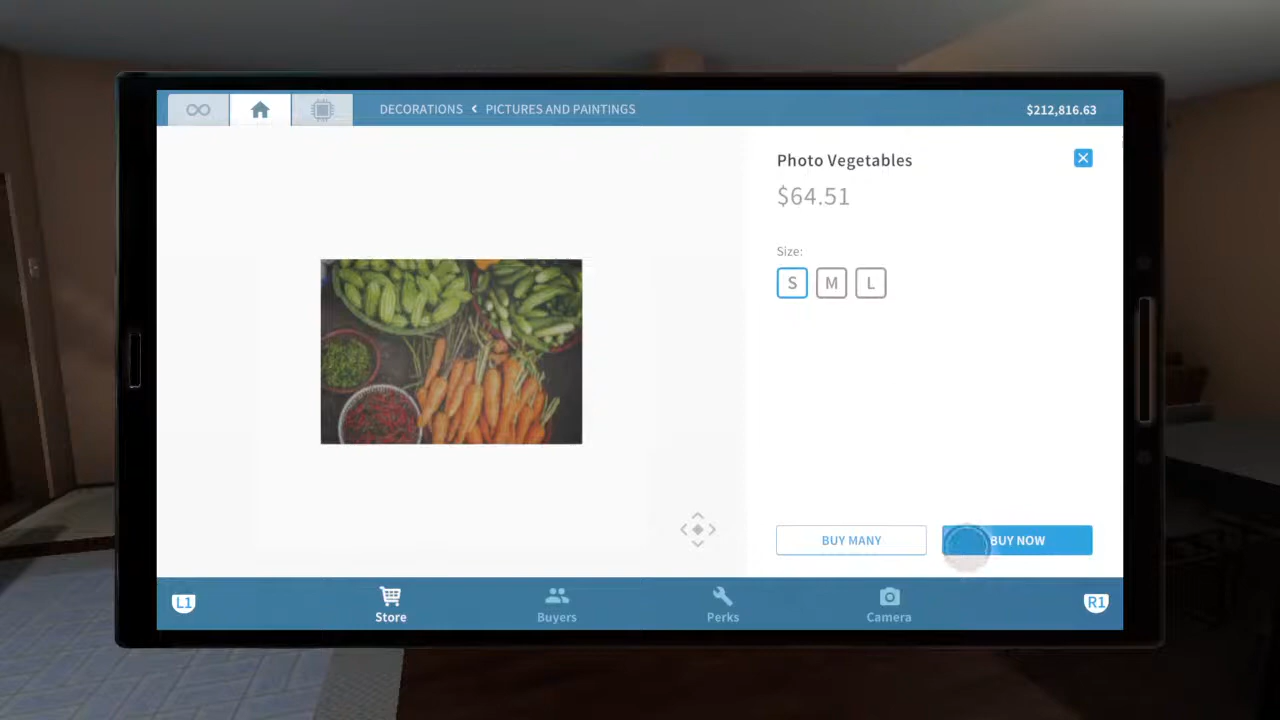 DECORATIONS < PICTURES AND PAINTINGS
$212,816.63
Photo Vegetables
$64.51
Size:
S M L
BUY MANY
BUY NOW
L1
Store
Buyers
Perks
Camera
R1